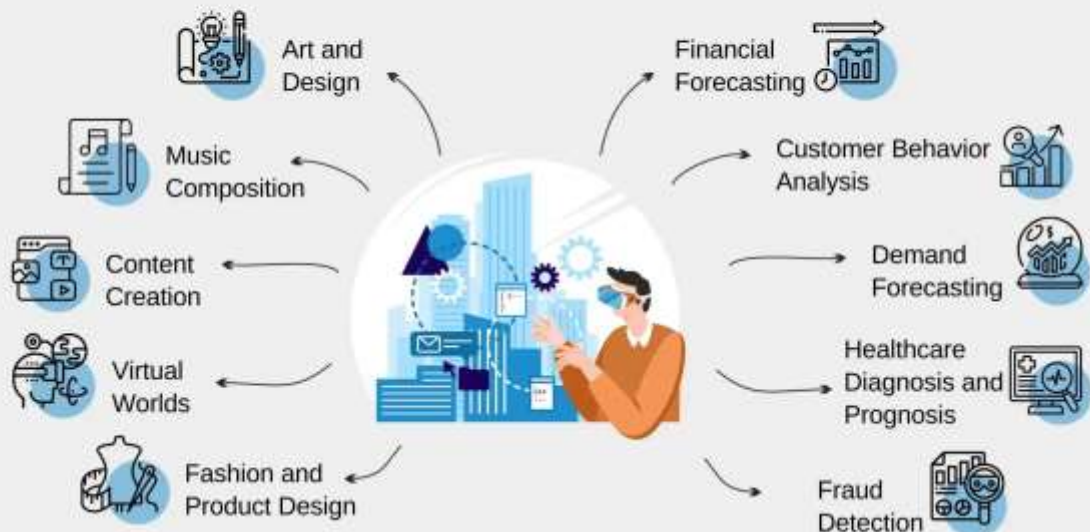 Art and
Design
Music
Composition
Content
Creation
Virtual
Worlds
Fashion and
Product Design
Financial
Forecasting
Customer Behavior
Analysis
Demand
Forecasting
Healthcare
Diagnosis and
Prognosis
Fraud
Detection